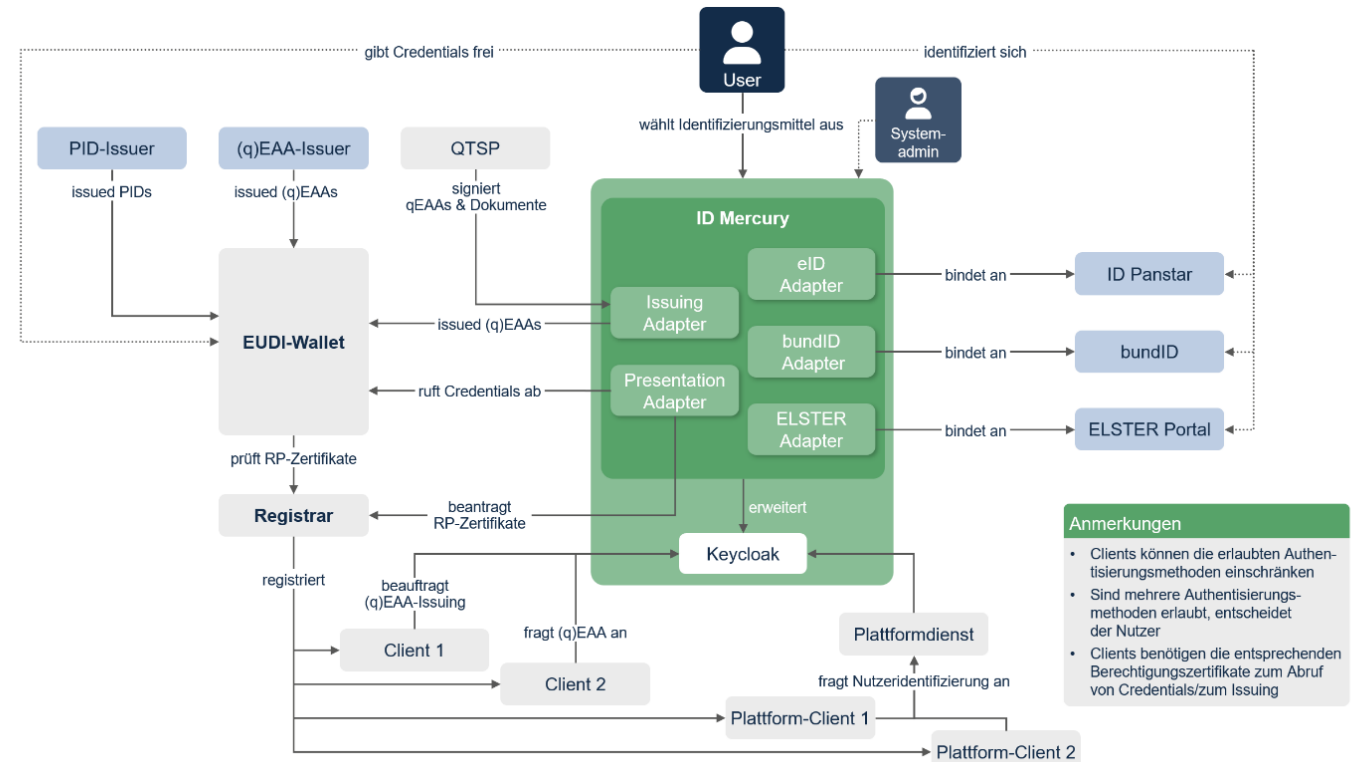 gibt Credentials frei
User
identifiziert sich
wählt Identifizierungsmittel aus
System-
admin
PID-Issuer
(q)EAA-Issuer
QTSP
issued PIDs
issued (q)EAAs
signiert
qEAAs & Dokumente
ID Mercury
eID
Adapter
bindet an
ID Panstar
Issuing
Adapter
issued (q)EAAs
EUDI-Wallet
bundID
Adapter
bindet an
bundID
Presentation
Adapter
ruft Credentials ab
ELSTER
Adapter
bindet an
ELSTER Portal
prüft RP-Zertifikate
Registrar
beantragt
RP-Zertifikate
erweitert
Keycloak
registriert
beauftragt
(q)EAA-Issuing
Client 1
fragt (q)EAA an
Client 2
Plattformdienst
fragt Nutzeridentifizierung an
Plattform-Client 1
Plattform-Client 2
Anmerkungen
• Clients können die erlaubten Authen-
tisierungsmethoden einschränken
• Sind mehrere Authentisierungs-
methoden erlaubt, entscheidet
der Nutzer
• Clients benötigen die entsprechenden
Berechtigungszertifikate zum Abruf
von Credentials/zum Issuing